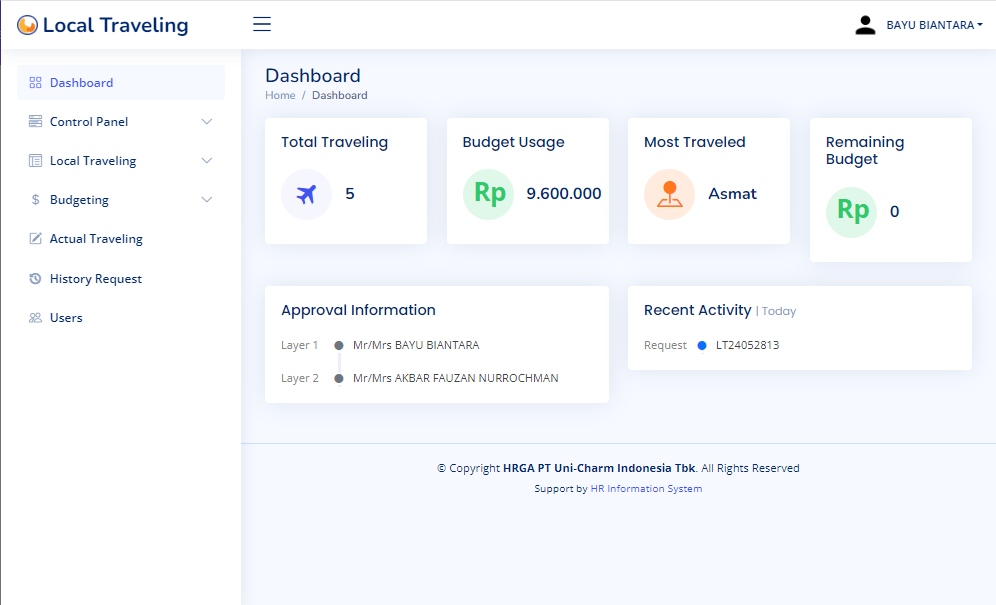 Local Traveling
BAYU BIANTARA
Dashboard
Control Panel
Local Traveling
$ Budgeting
Actual Traveling
History Request
Users
Dashboard
Home / Dashboard
Total Traveling
5
Budget Usage
Rp 9.600.000
Most Traveled
Asmat
Remaining
Budget
Rp 0
Approval Information
Layer 1 Mr/Mrs BAYU BIANTARA
Layer 2 Mr/Mrs AKBAR FAUZAN NURROCHMAN
Recent Activity | Today
Request LT24052813
© Copyright HRGA PT Uni-Charm Indonesia Tbk. All Rights Reserved
Support by HR Information System